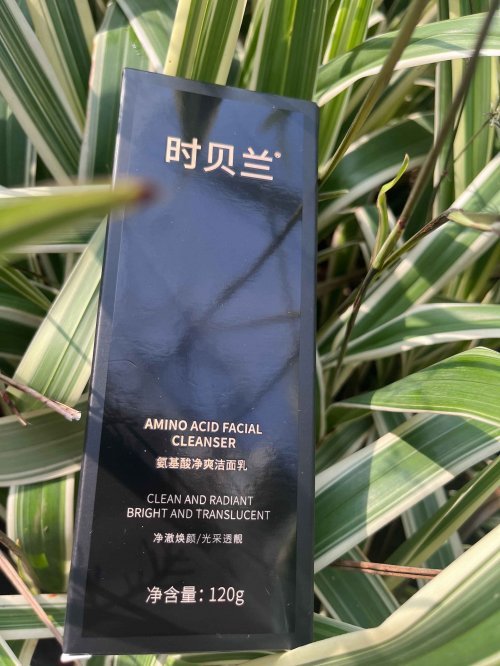 时贝兰®
AMINO ACID FACIAL
CLEANSER
氨基酸净爽洁面乳
CLEAN AND RADIANT
BRIGHT AND TRANSLUCENT
净澈焕颜/光采透靓
净含量：120g